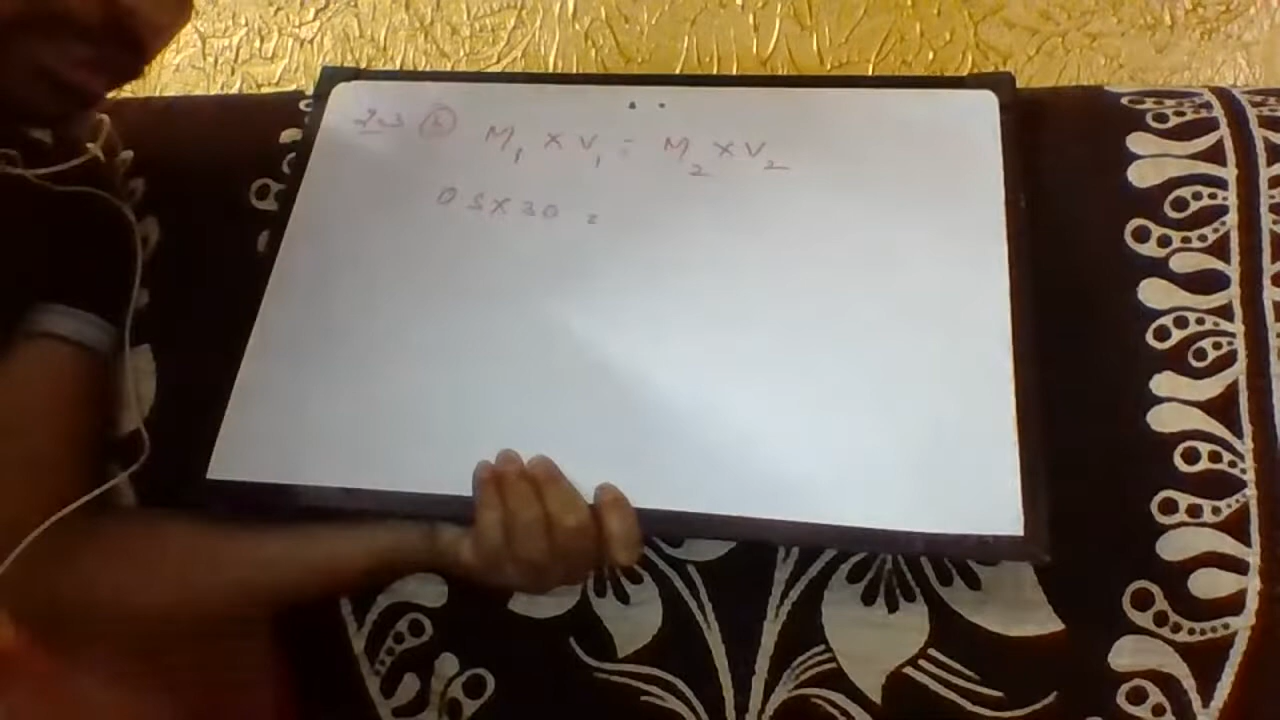 (b) M₁ × V₁ = M₂ × V₂
0.5 × 30 =